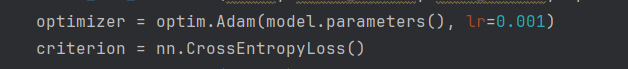 optimizer = optim.Adam(model.parameters(), lr=0.001)
criterion = nn.CrossEntropyLoss()